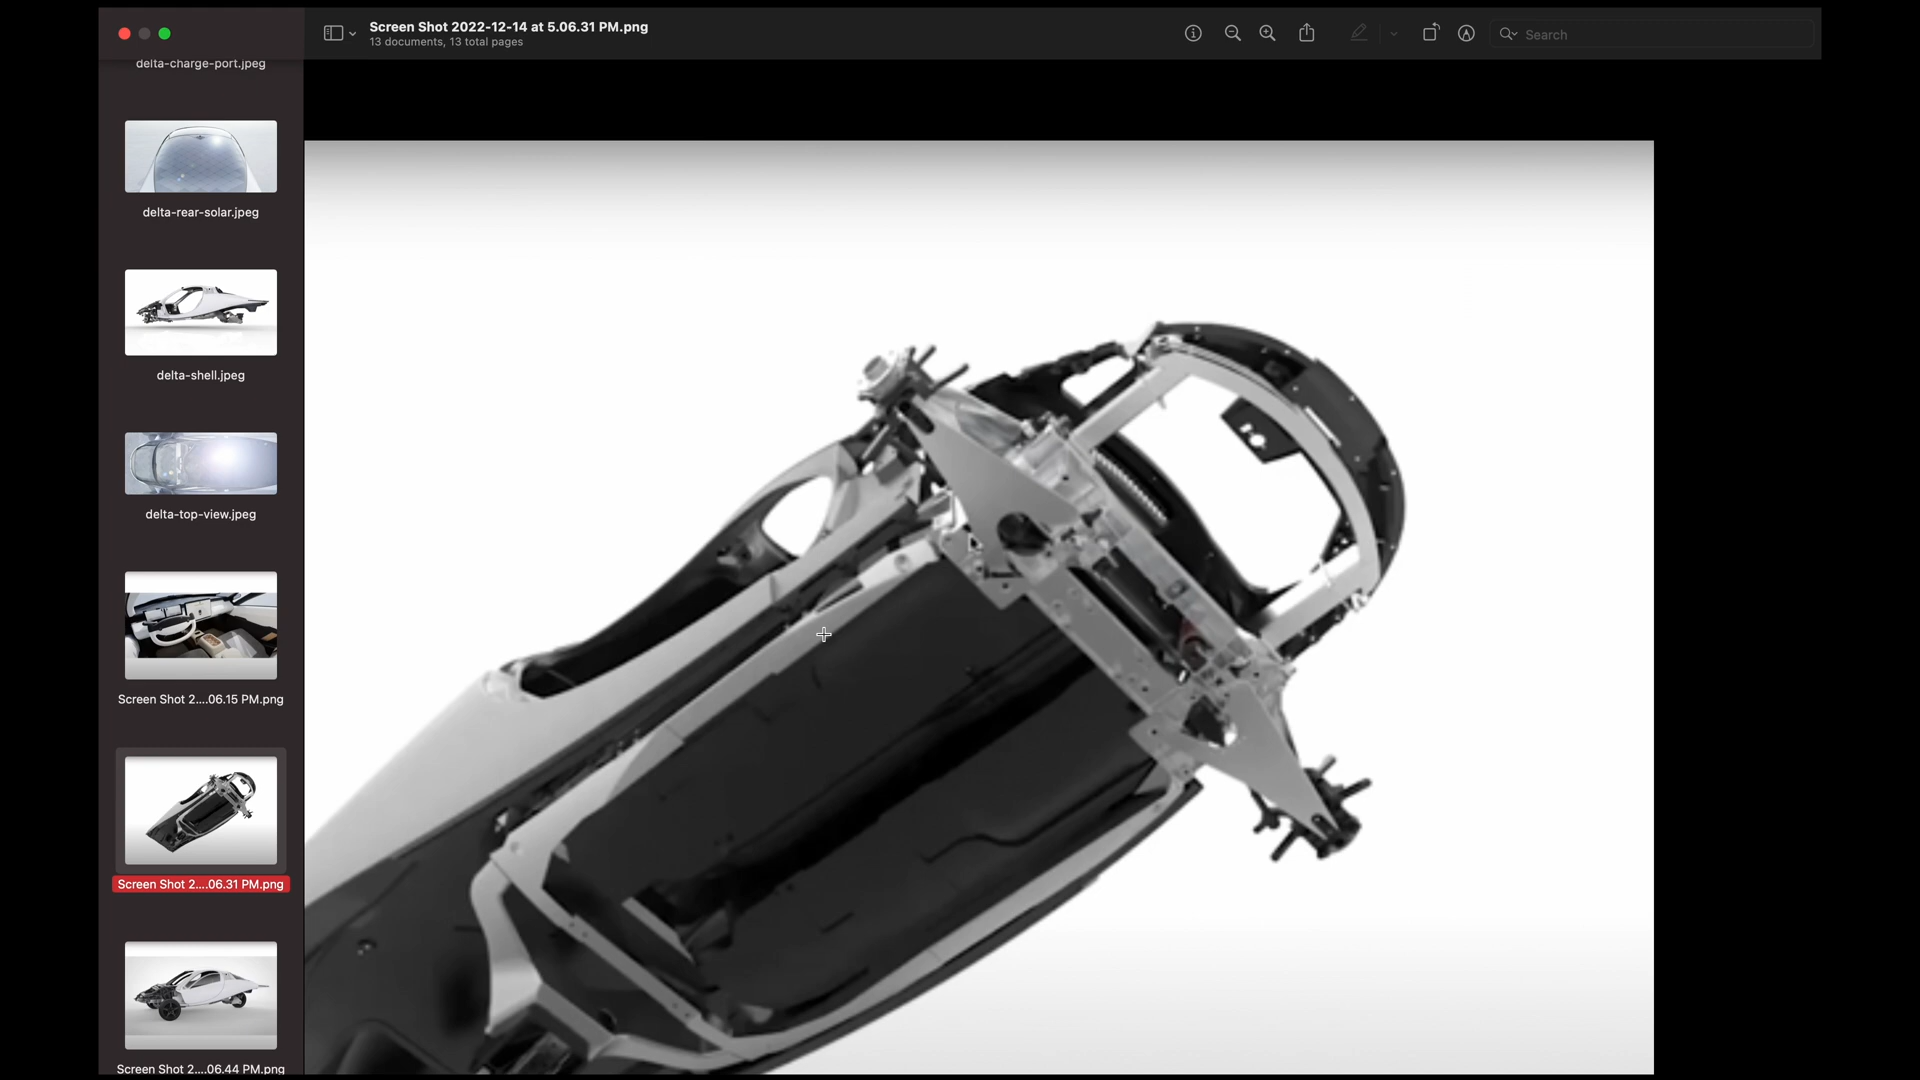 Screen Shot 2022-12-14 at 5.06.31 PM.png
13 documents, 13 total pages
Search
delta-charge-port.jpeg
delta-rear-solar.jpeg
delta-shell.jpeg
delta-top-view.jpeg
Screen Shot 2....06.15 PM.png
Screen Shot 2....06.31 PM.png
Screen Shot 2....06.44 PM.png